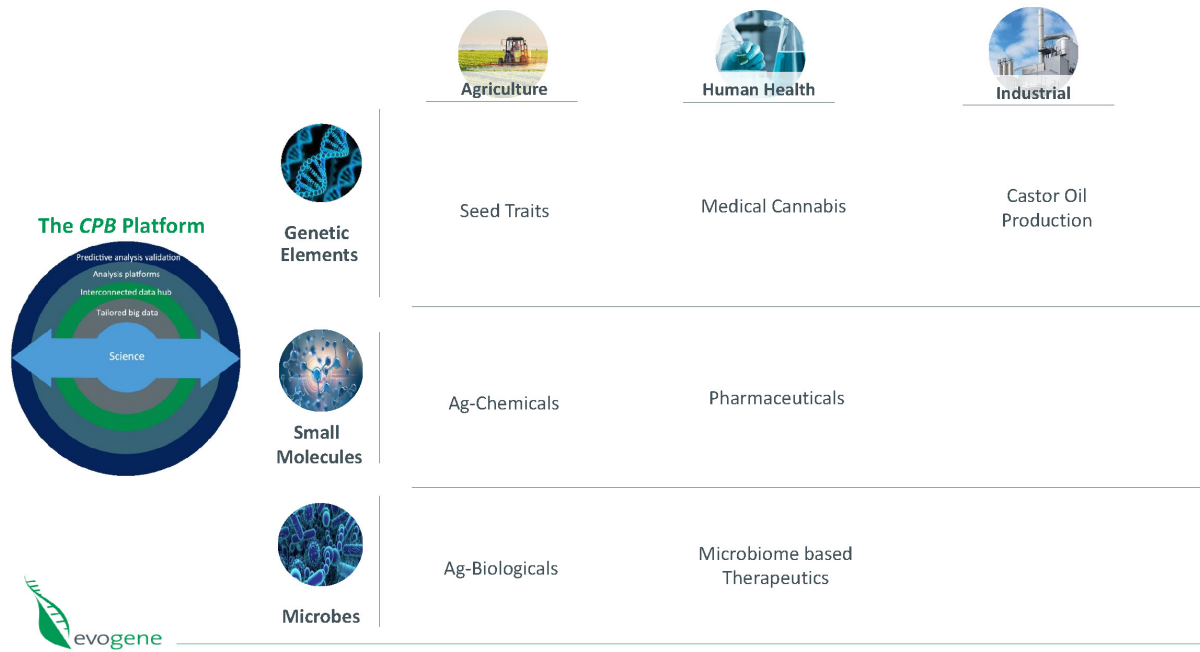 Agriculture
Human Health
Industrial
The CPB Platform
Predictive analysis validation
Analysis platforms
Interconnected data hub
Tailored big data
Science
Genetic
Elements
Seed Traits
Medical Cannabis
Castor Oil
Production
Small
Molecules
Ag-Chemicals
Pharmaceuticals
Microbes
Ag-Biologicals
Microbiome based
Therapeutics
evogene